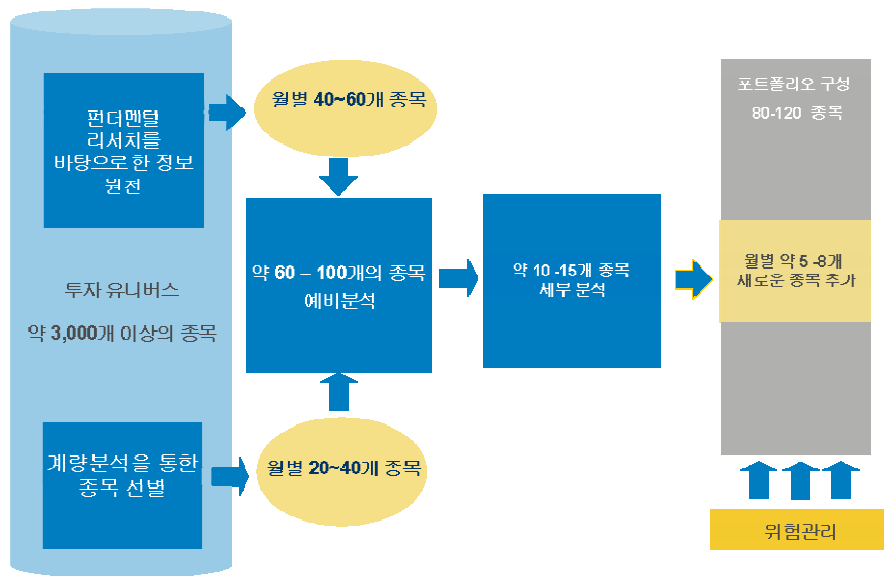 펀더멘털
리서치를
바탕으로한 정보
원천
투자 유니버스
약 3,000개 이상의 종목
계량분석을 통한
종목 선별
월별 40~60개 종목
약 60 – 100개의 종목
예비분석
월별 20~40개 종목
약 10 -15개 종목
세부 분석
포트폴리오 구성
80-120 종목
월별 약 5 -8개
새로운 종목 추가
위험관리